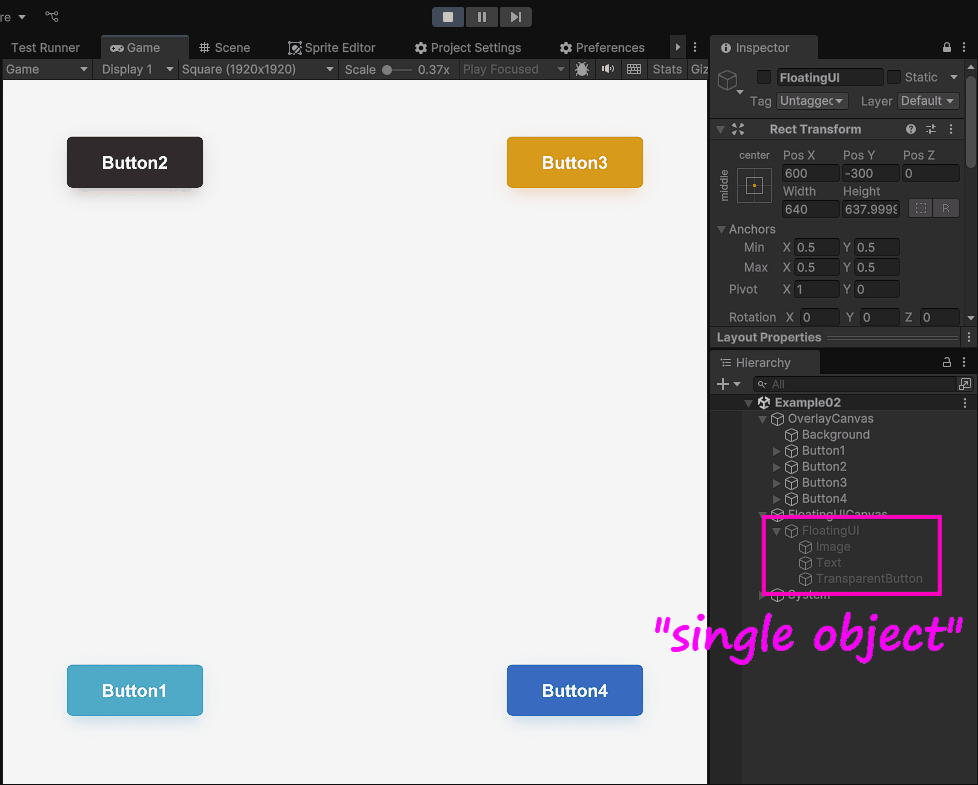 re
Test Runner Game Scene Sprite Editor Project Settings Preferences Inspector
Game Display 1 Square (1920x1920) Scale 0.37x Play Focused Stats Giz
FloatingUI Static
Tag Untagged Layer Default
Rect Transform
center Pos X Pos Y Pos Z
middle
600 -300 0
Width Height
640 637.9999 R
Anchors
Min X 0.5 Y 0.5
Max X 0.5 Y 0.5
Pivot X 1 Y 0
Rotation X 0 Y 0 Z 0
Layout Properties
Hierarchy
All
Example02
OverlayCanvas
Background
Button1
Button2
Button3
Button4
FloatingUICanvas
FloatingUI
Image
Text
TransparentButton
System
"single object"
Button2 Button3
Button1 Button4